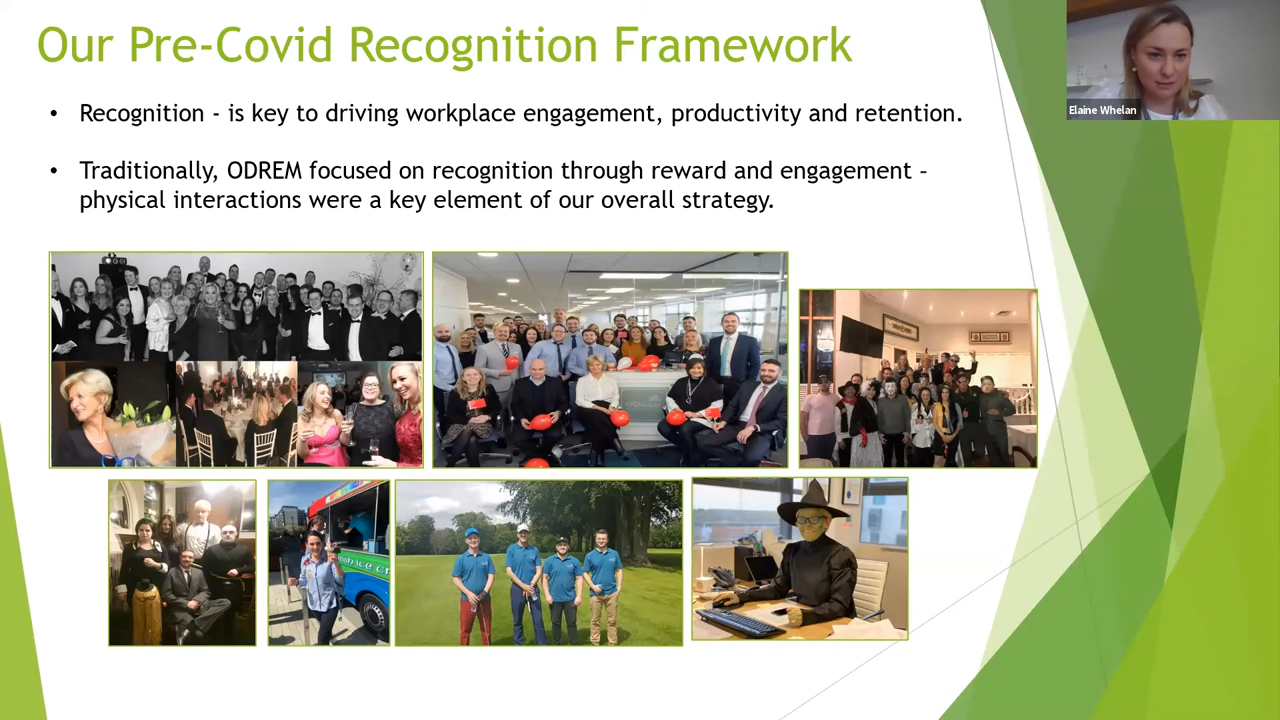 Our Pre-Covid Recognition Framework
Elaine Whelan
• Recognition - is key to driving workplace engagement, productivity and retention.
• Traditionally, ODREM focused on recognition through reward and engagement –
physical interactions were a key element of our overall strategy.